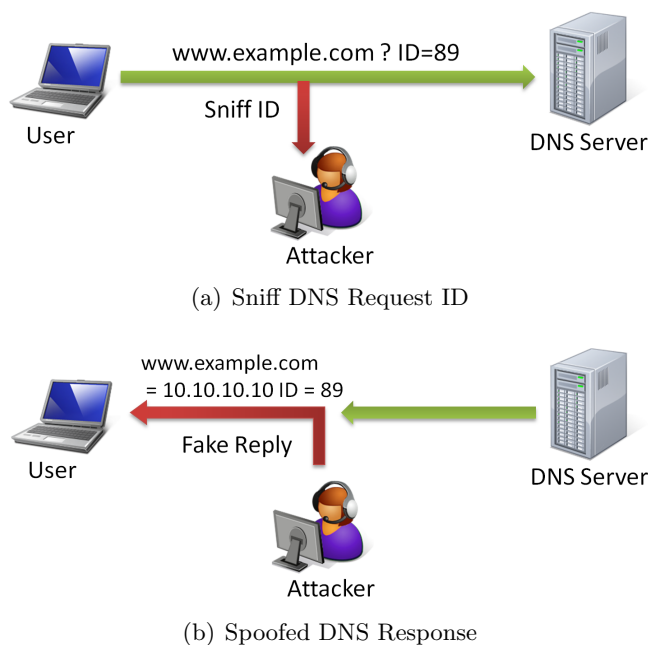 www.example.com ? ID=89
Sniff ID
User
DNS Server
Attacker
(a) Sniff DNS Request ID
www.example.com
= 10.10.10.10 ID = 89
Fake Reply
User
DNS Server
Attacker
(b) Spoofed DNS Response